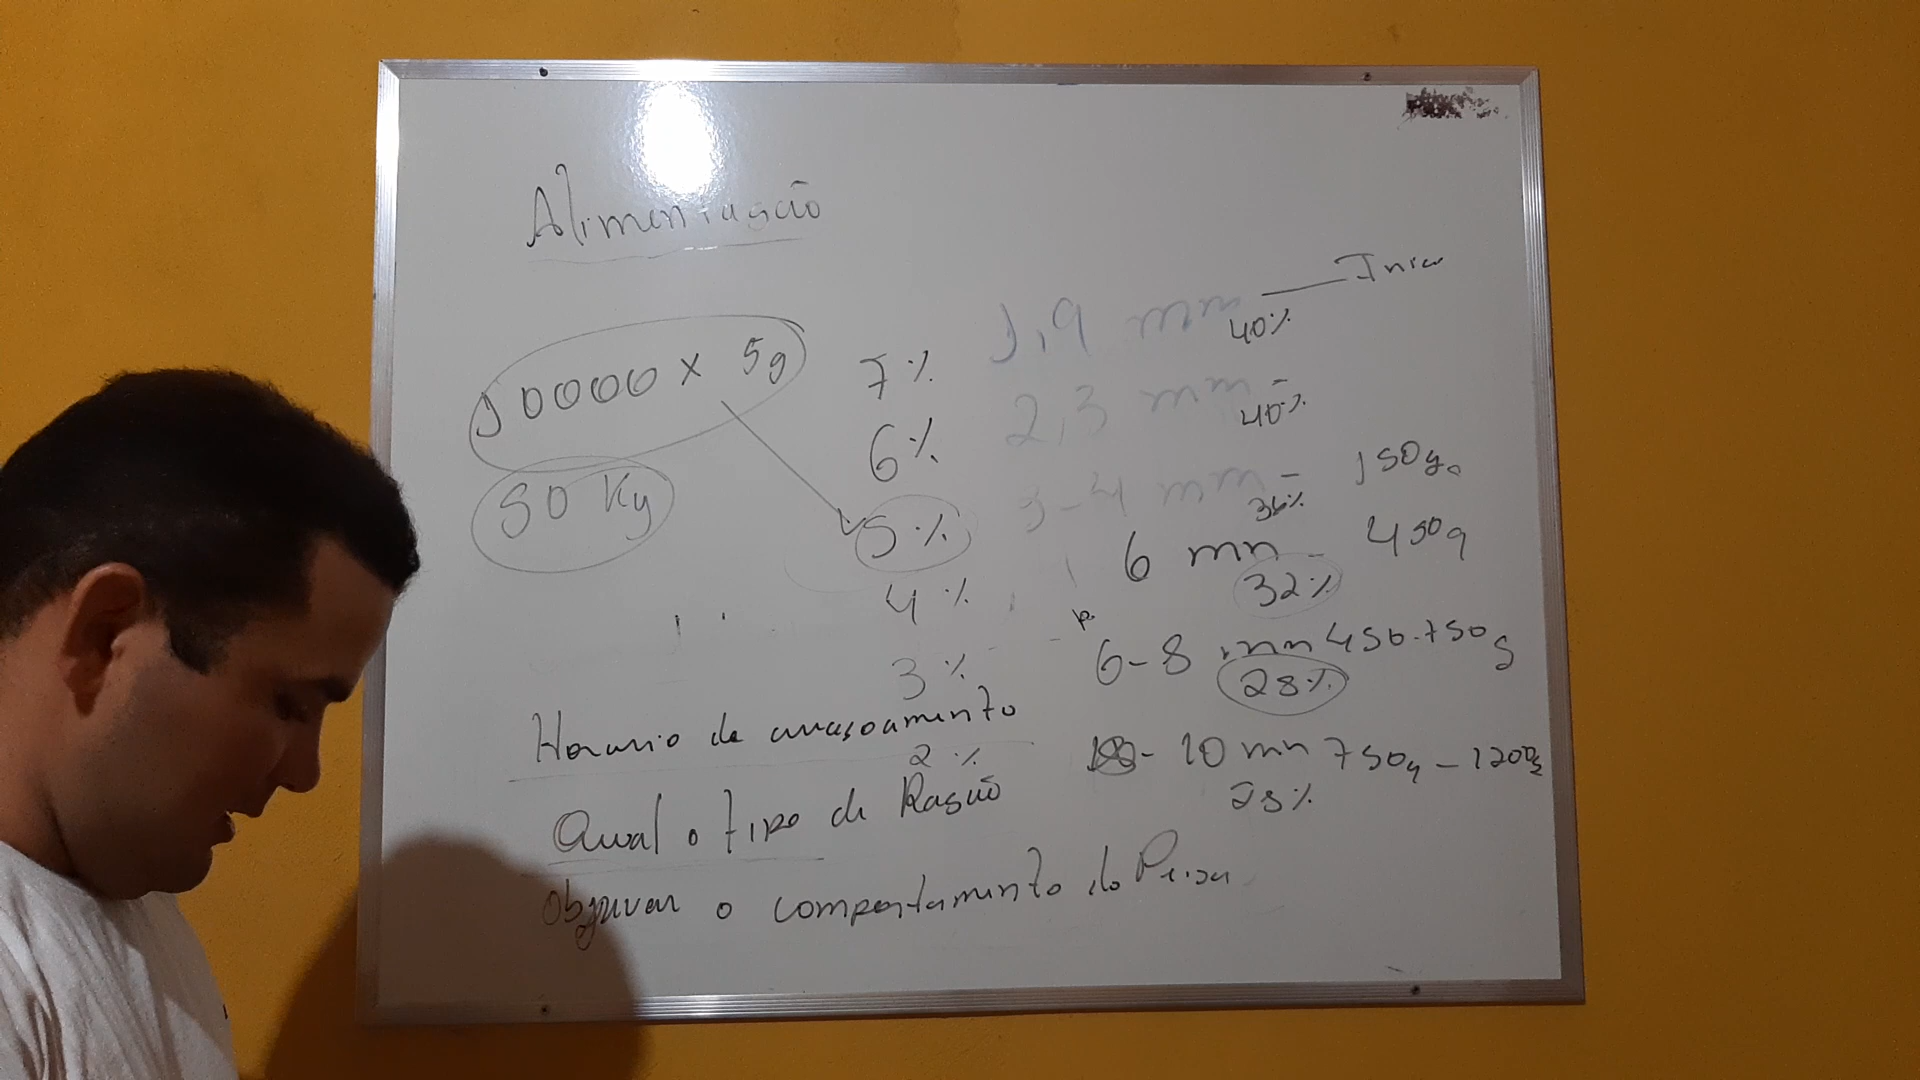 Alimentação
1,9 mm Inicı
40%
10000 x 5g 7%
2,3 mm -
40%
6%
50 Kg 5% 3-4 mm - 150g.
36%
6 mm - 450g
32%
4%
p.
6-8 mm 450-750g
28%
3%
Horario de arraçoamento
2% - 10 mm 750g - 1200g
28%
Qual o tipo de Ração
Observar o comportamento do Peixe